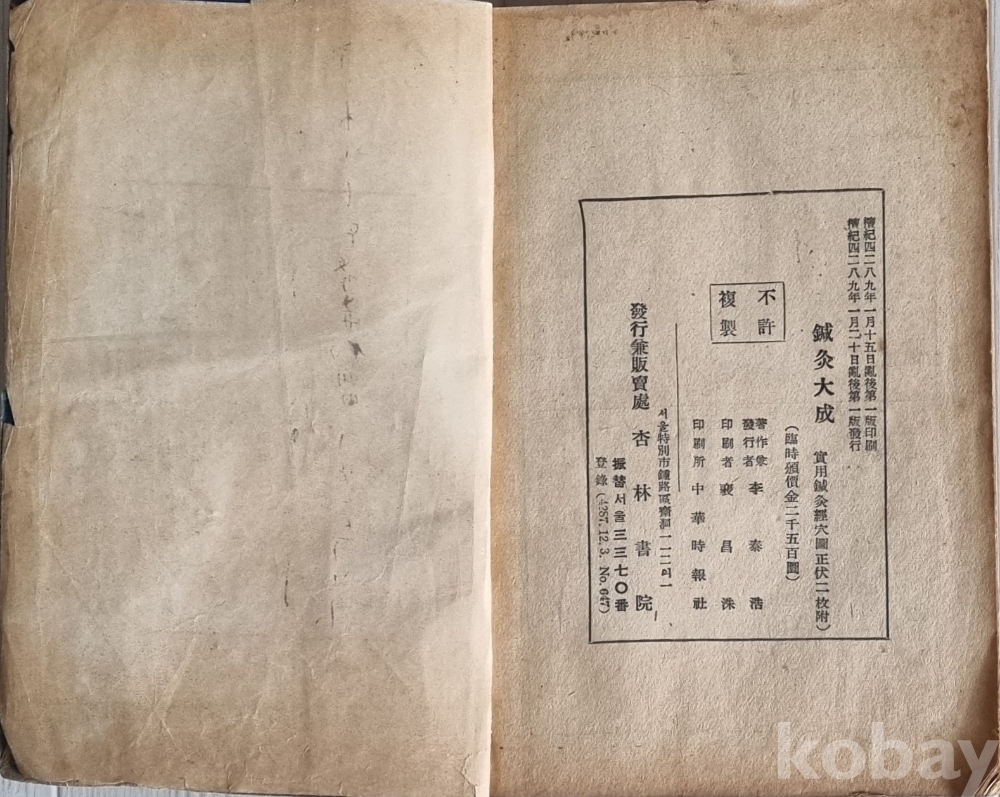 檀紀四二八九年一月十五日亂後第一版印刷
檀紀四二八九年一月二十日亂後第一版發行
鍼灸大成 實用鍼灸經穴圖正伏二枚附)
(臨時頒價金二千五百圜)
不許
複製
著作兼
發行者 李泰浩
印刷者 裵昌洙
印刷所 中華時報社
서울特別市鍾路區齋洞一一二의一
發行兼販賣處 杏林書院
振替서울三三七〇番
登錄(4287.12.3. No.647)
kobay